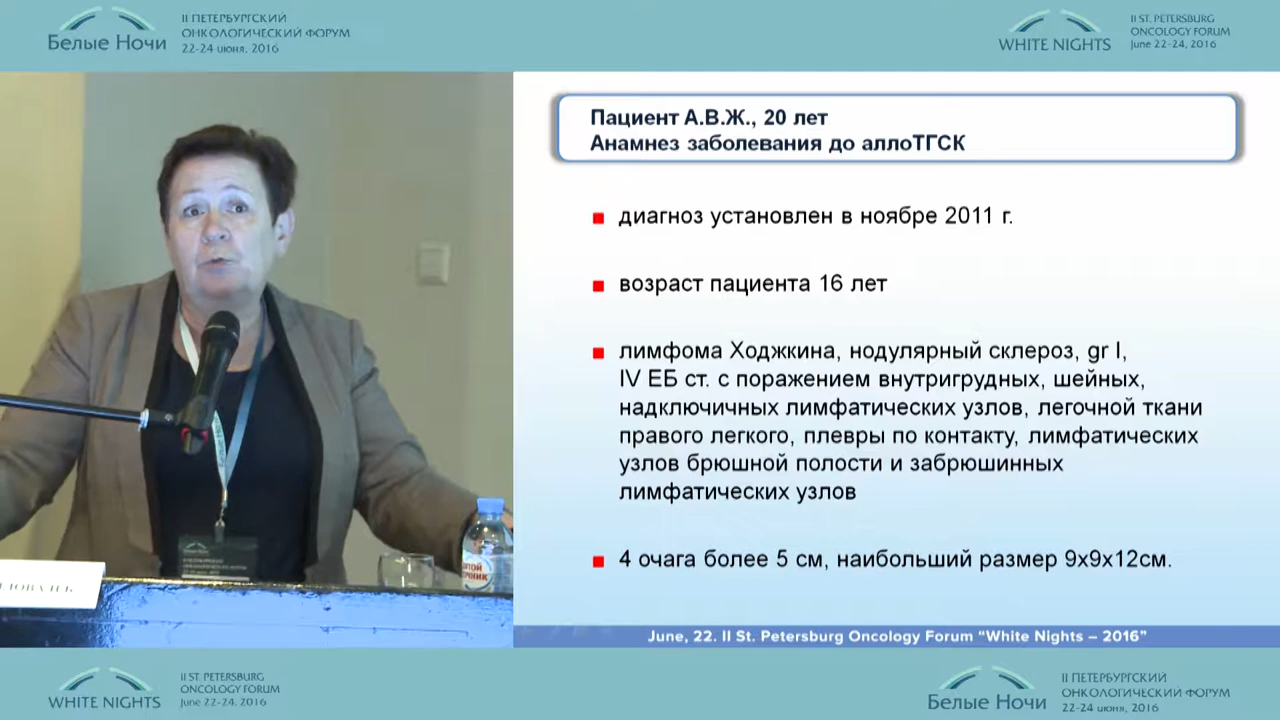 Белые Ночи
II ПЕТЕРБУРГСКИЙ
ОНКОЛОГИЧЕСКИЙ ФОРУМ
22-24 июня, 2016
WHITE NIGHTS
II ST. PETERSBURG
ONCOLOGY FORUM
June 22-24, 2016
Пациент А.В.Ж., 20 лет
Анамнез заболевания до аллоТГСК
диагноз установлен в ноябре 2011 г.
возраст пациента 16 лет
лимфома Ходжкина, нодулярный склероз, gr I,
IV ЕБ ст. с поражением внутригрудных, шейных,
надключичных лимфатических узлов, легочной ткани
правого легкого, плевры по контакту, лимфатических
узлов брюшной полости и забрюшинных
лимфатических узлов
4 очага более 5 см, наибольший размер 9х9х12см.
June, 22. II St. Petersburg Oncology Forum “White Nights – 2016”
WHITE NIGHTS
II ST. PETERSBURG
ONCOLOGY FORUM
June 22-24, 2016
Белые Ночи
II ПЕТЕРБУРГСКИЙ
ОНКОЛОГИЧЕСКИЙ ФОРУМ
22-24 июня, 2016